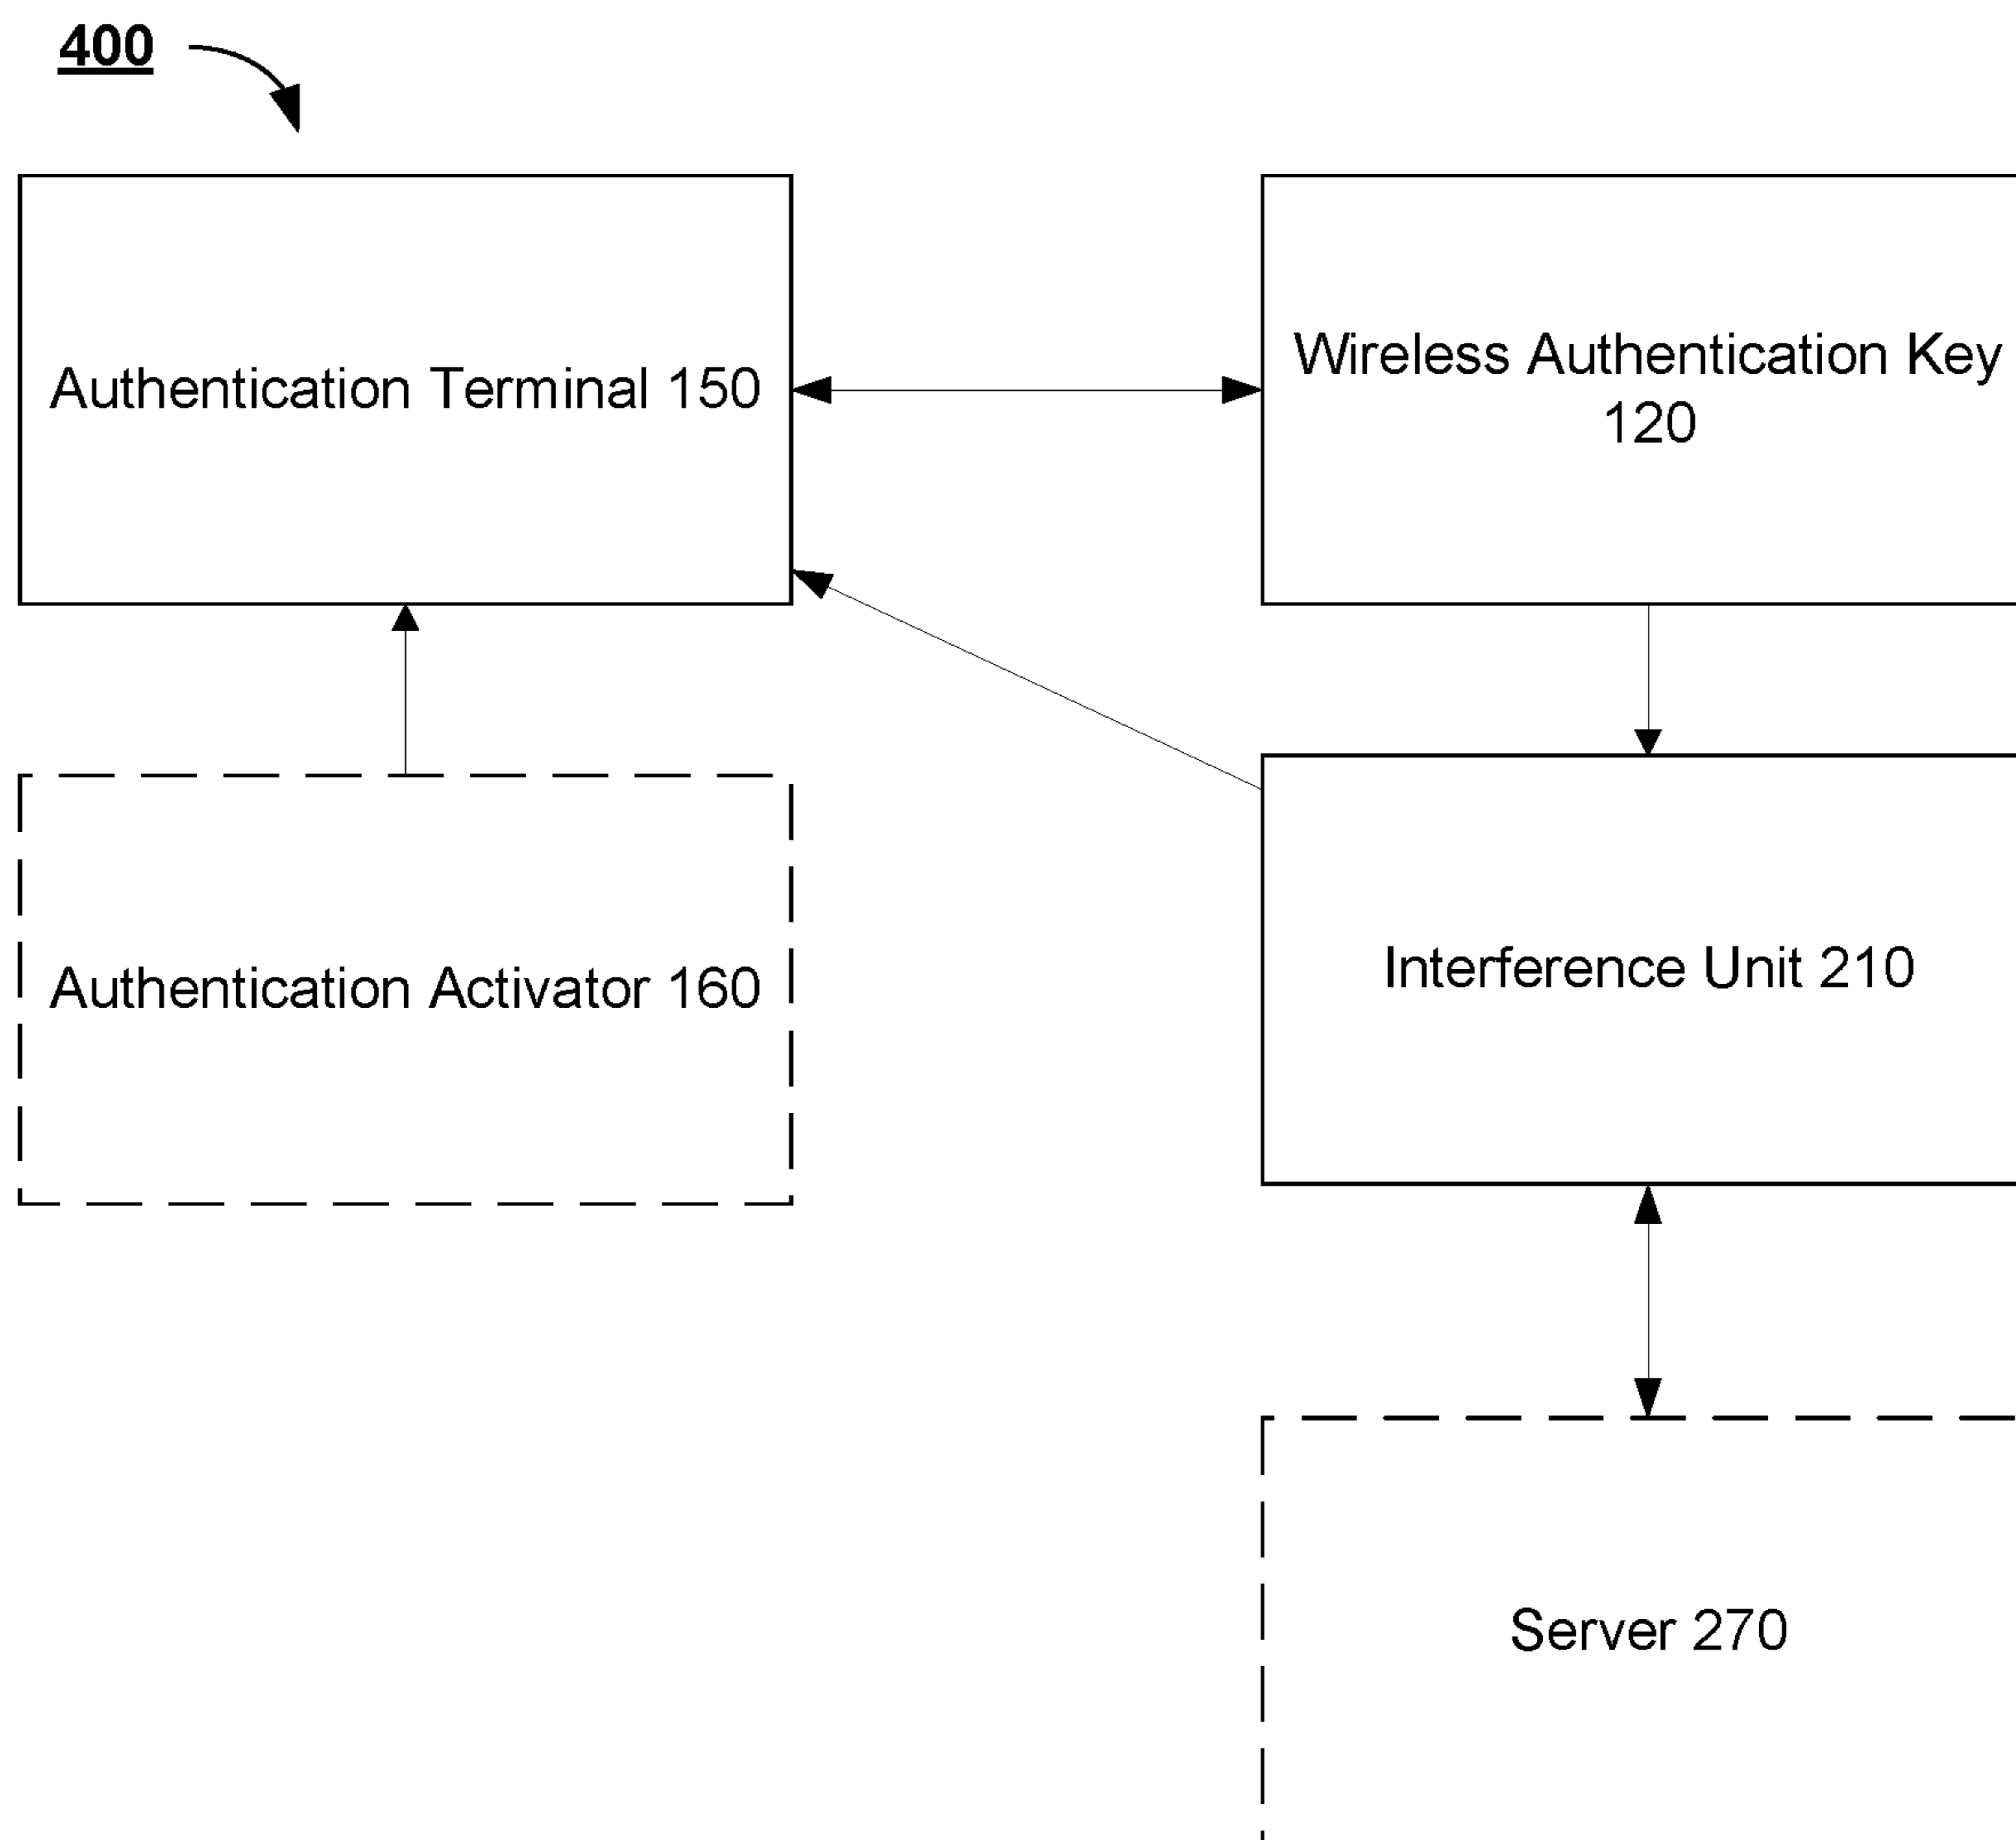 400
Authentication Terminal 150
Wireless Authentication Key
120
Authentication Activator 160
Interference Unit 210
Server 270